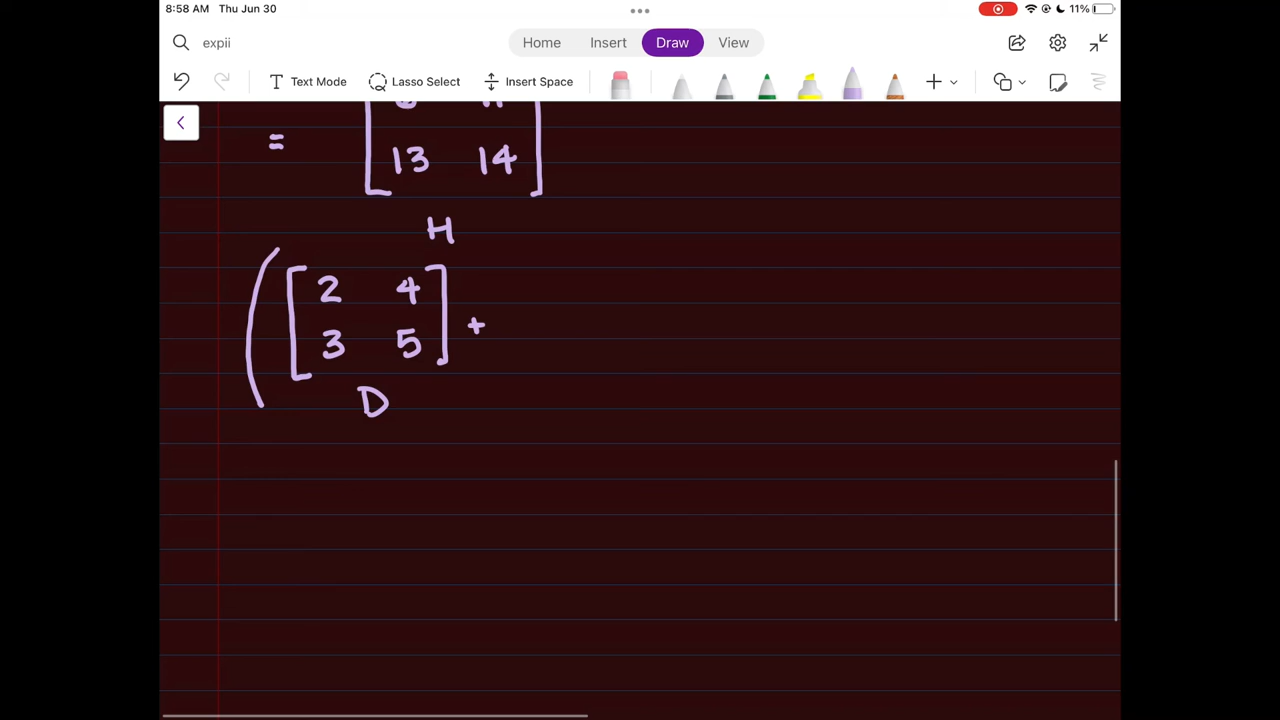 8:58 AM Thu Jun 30 11%
expii Home Insert Draw View
Text Mode Lasso Select Insert Space
=
13 14
H
( [ 2 4 ] +
3 5
D